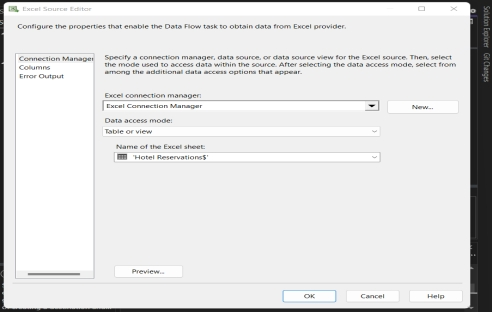 Excel Source Editor
Configure the properties that enable the Data Flow task to obtain data from Excel provider.
Connection Manager
Columns
Error Output
Specify a connection manager, data source, or data source view for the Excel source. Then, select
the mode used to access data within the source. After selecting the data access mode, select from
among the additional data access options that appear.
Excel connection manager:
Excel Connection Manager
New...
Data access mode:
Table or view
Name of the Excel sheet:
'Hotel Reservations$'
Preview...
OK
Cancel
Help
Solution Explorer
Git Changes